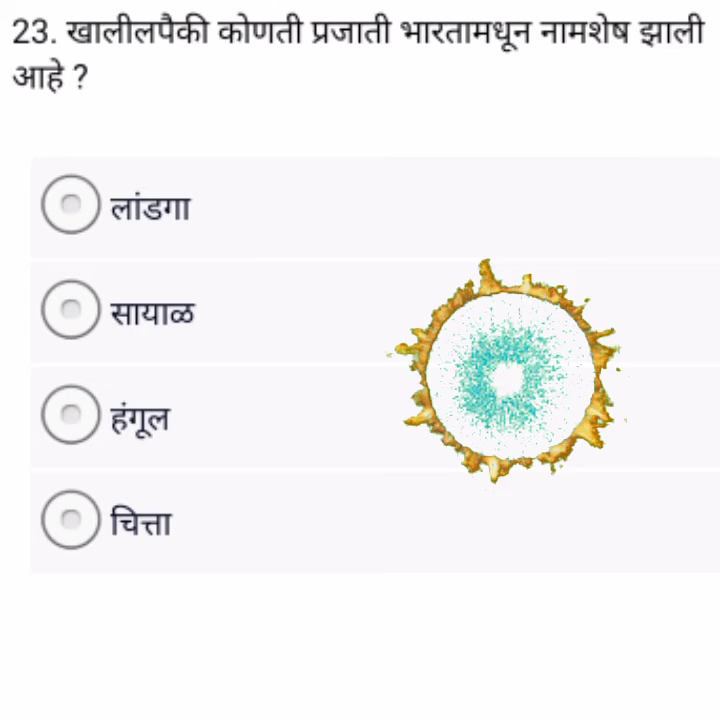 23. खालीलपैकी कोणती प्रजाती भारतामधून नामशेष झाली
आहे ?
लांडगा
सायाळ
हंगूल
चित्ता